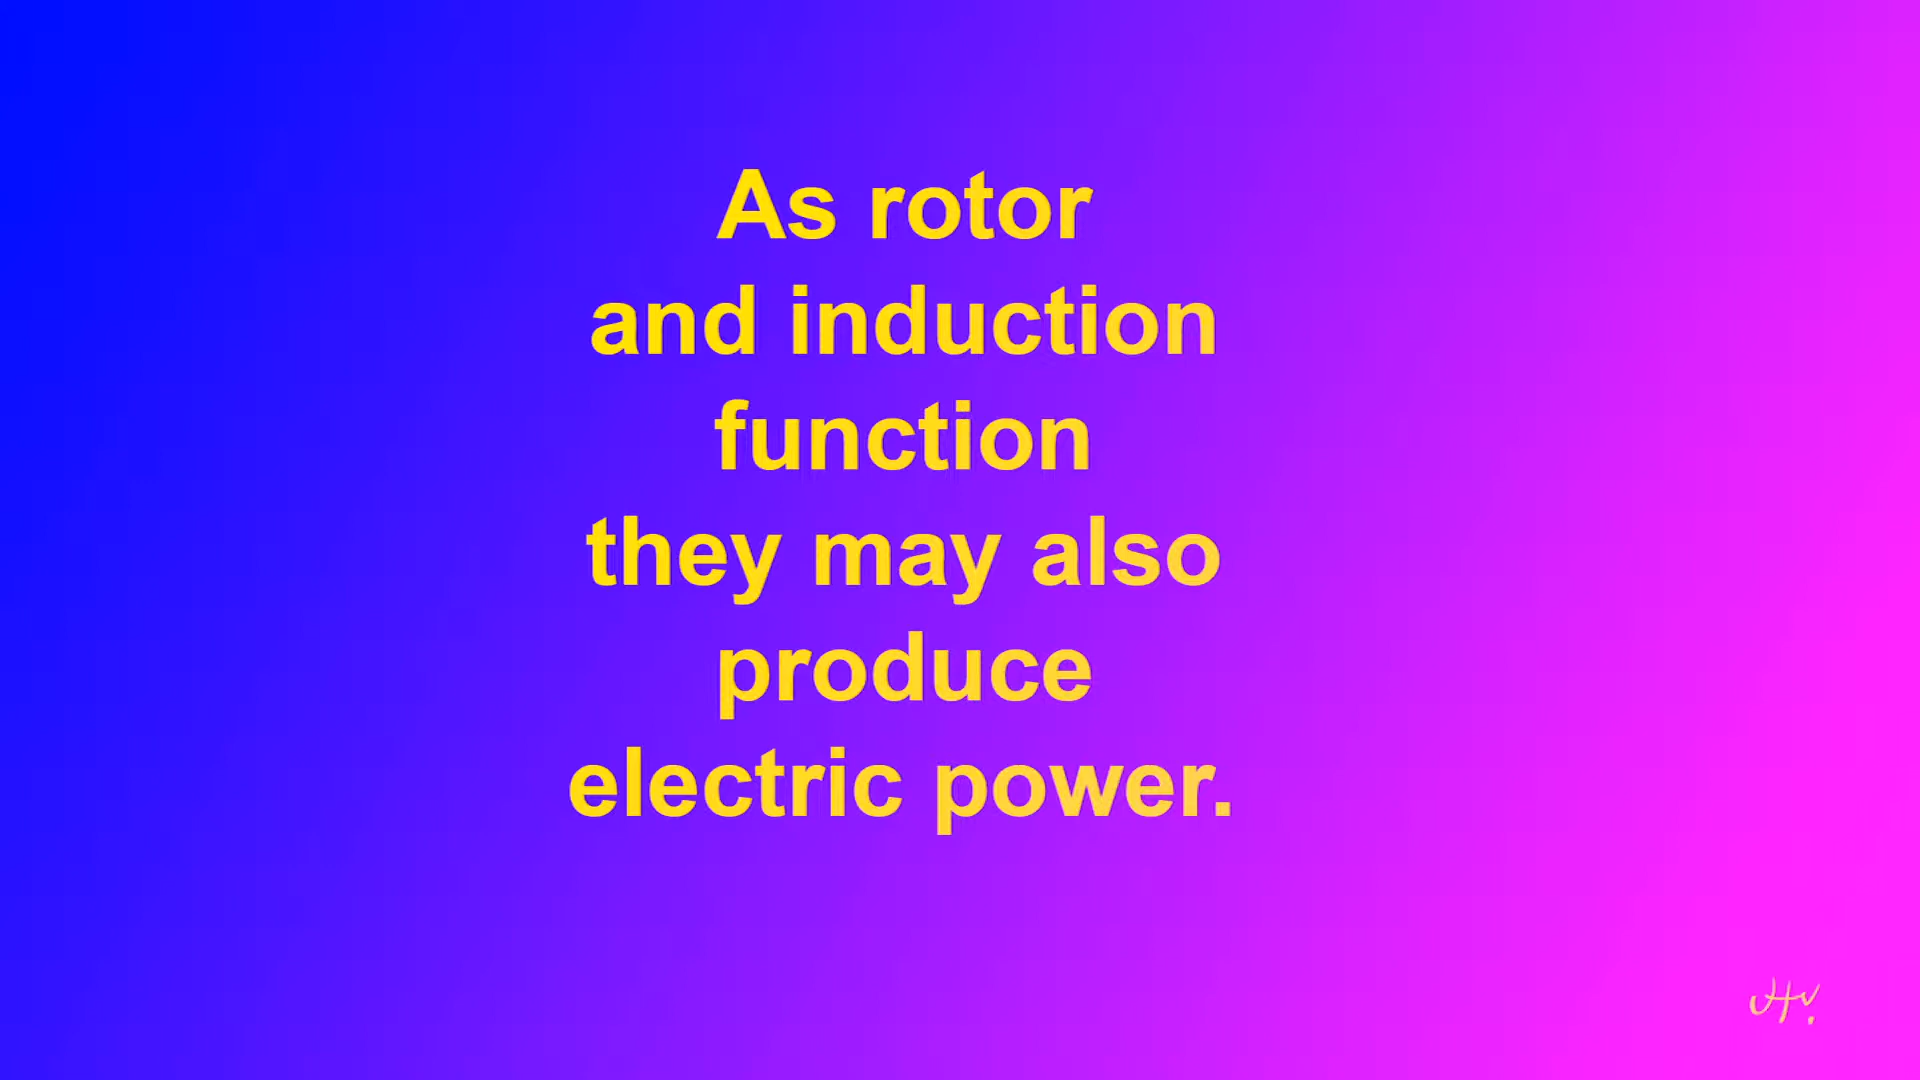 As rotor
and induction
function
they may also
produce
electric power.